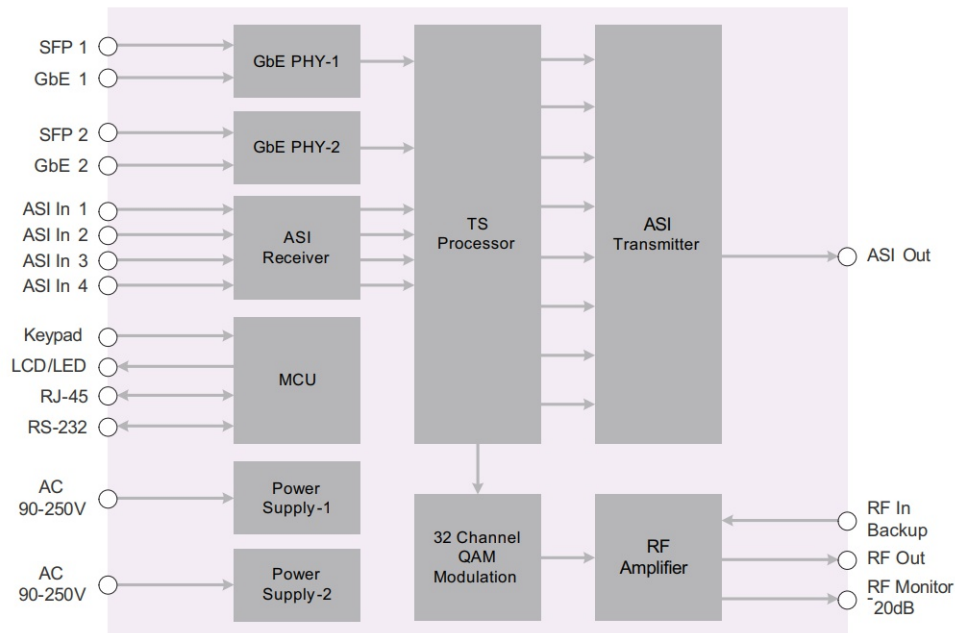 SFP 1
GbE 1
SFP 2
GbE 2
ASI In 1
ASI In 2
ASI In 3
ASI In 4
Keypad
LCD/LED
RJ-45
RS-232
AC
90-250V
AC
90-250V
GbE PHY-1
GbE PHY-2
ASI
Receiver
MCU
Power
Supply-1
Power
Supply-2
TS
Processor
32 Channel
QAM
Modulation
ASI
Transmitter
RF
Amplifier
ASI Out
RF In
Backup
RF Out
RF Monitor
-20dB